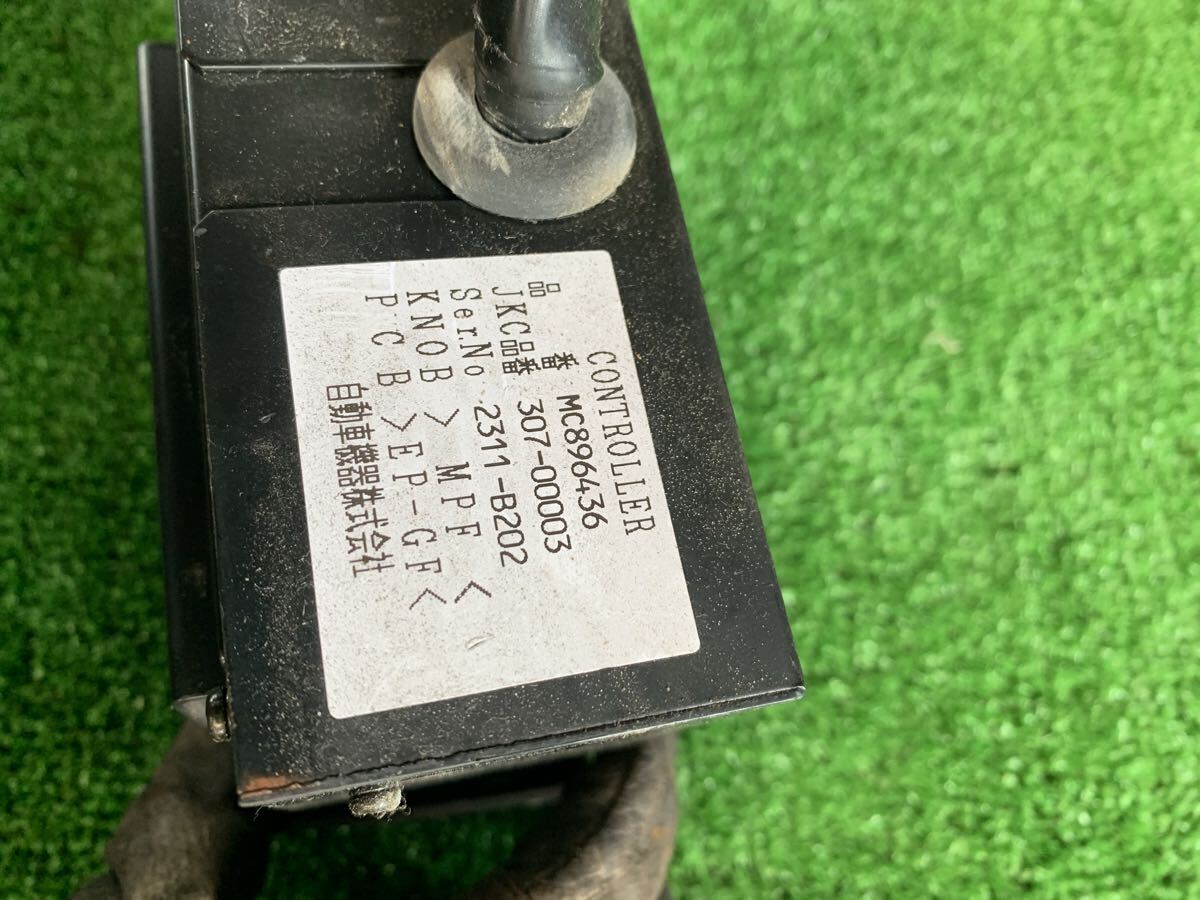 CONTROLLER
品番 MC896436
JKC品番 307-00003
Ser.No 2311-B202
KNOB > MPF <
PCB >EP-GF<
自動車機器株式会社